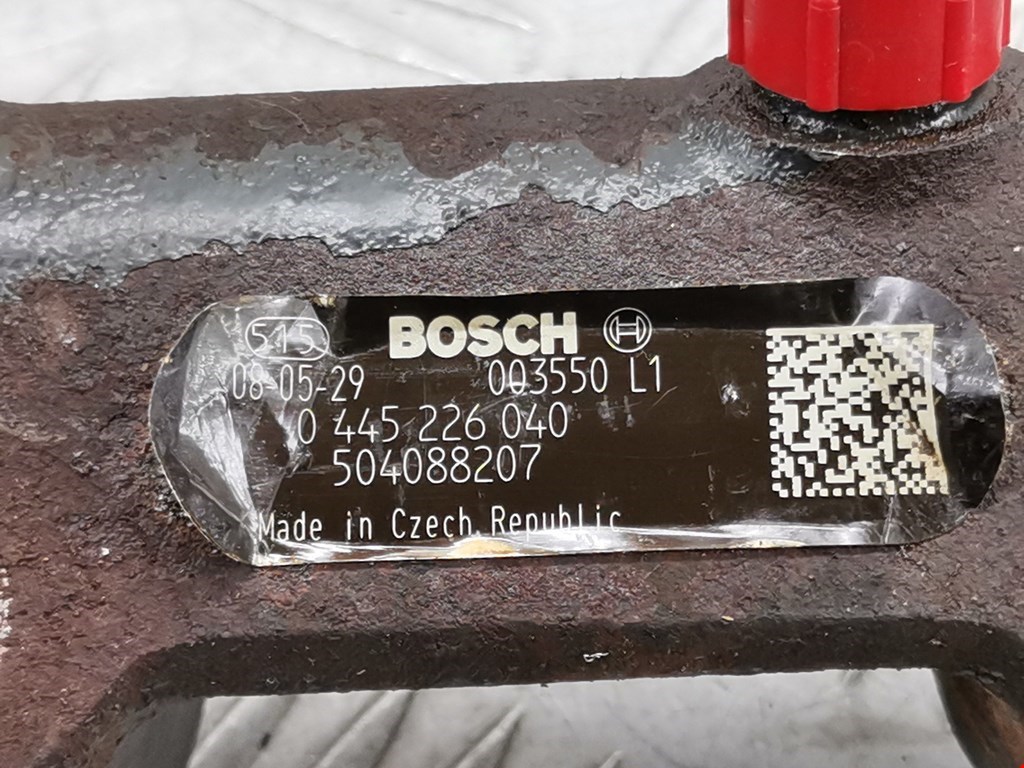 515 BOSCH
08-05-29 003550 L1
0 445 226 040
504088207
Made in Czech Republic